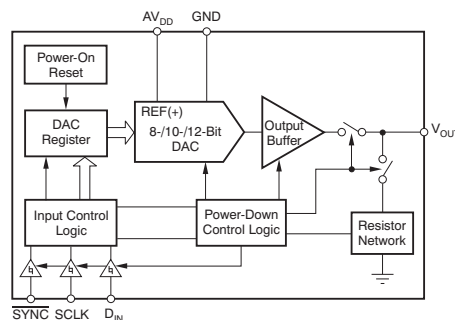 AVDD GND
Power-On
Reset
DAC
Register
REF(+)
8-/10-/12-Bit
DAC
Output
Buffer
VOUT
Input Control
Logic
Power-Down
Control Logic
Resistor
Network
SYNC SCLK DIN